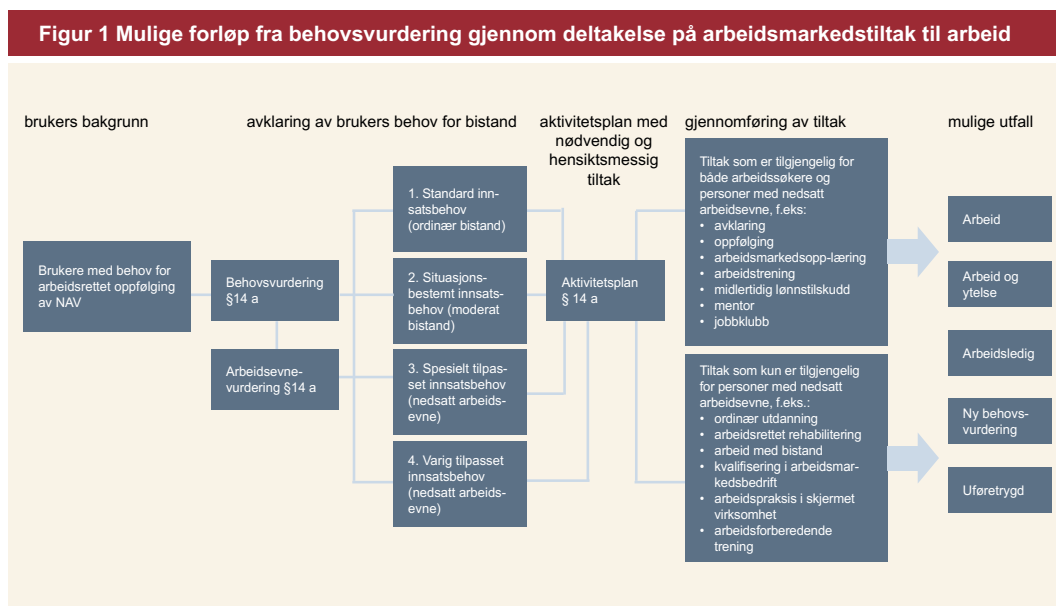 Figur 1 Mulige forløp fra behovsvurdering gjennom deltakelse på arbeidsmarkedstiltak til arbeid
brukers bakgrunn
avklaring av brukers behov for bistand
aktivitetsplan med
nødvendig og
hensiktsmessig
tiltak
gjennomføring av tiltak
mulige utfall
Brukere med behov for
arbeidsrettet oppfølging
av NAV
Behovsvurdering
§14 a
Arbeidsevne-
vurdering §14 a
1. Standard inn-
satsbehov
(ordinær bistand)
2. Situasjons-
bestemt innsats-
behov (moderat
bistand)
3. Spesielt tilpas-
set innsatsbehov
(nedsatt arbeids-
evne)
4. Varig tilpasset
innsatsbehov
(nedsatt arbeids-
evne)
Aktivitetsplan
§ 14 a
Tiltak som er tilgjengelig for
både arbeidssøkere og
personer med nedsatt
arbeidsevne, f.eks:
• avklaring
• oppfølging
• arbeidsmarkedsopp-læring
• arbeidstrening
• midlertidig lønnstilskudd
• mentor
• jobbklubb
Tiltak som kun er tilgjengelig
for personer med nedsatt
arbeidsevne, f.eks.:
• ordinær utdanning
• arbeidsrettet rehabilitering
• arbeid med bistand
• kvalifisering i arbeidsmar-
kedsbedrift
• arbeidspraksis i skjermet
virksomhet
• arbeidsforberedende
trening
Arbeid
Arbeid og
ytelse
Arbeidsledig
Ny behovs-
vurdering
Uføretrygd